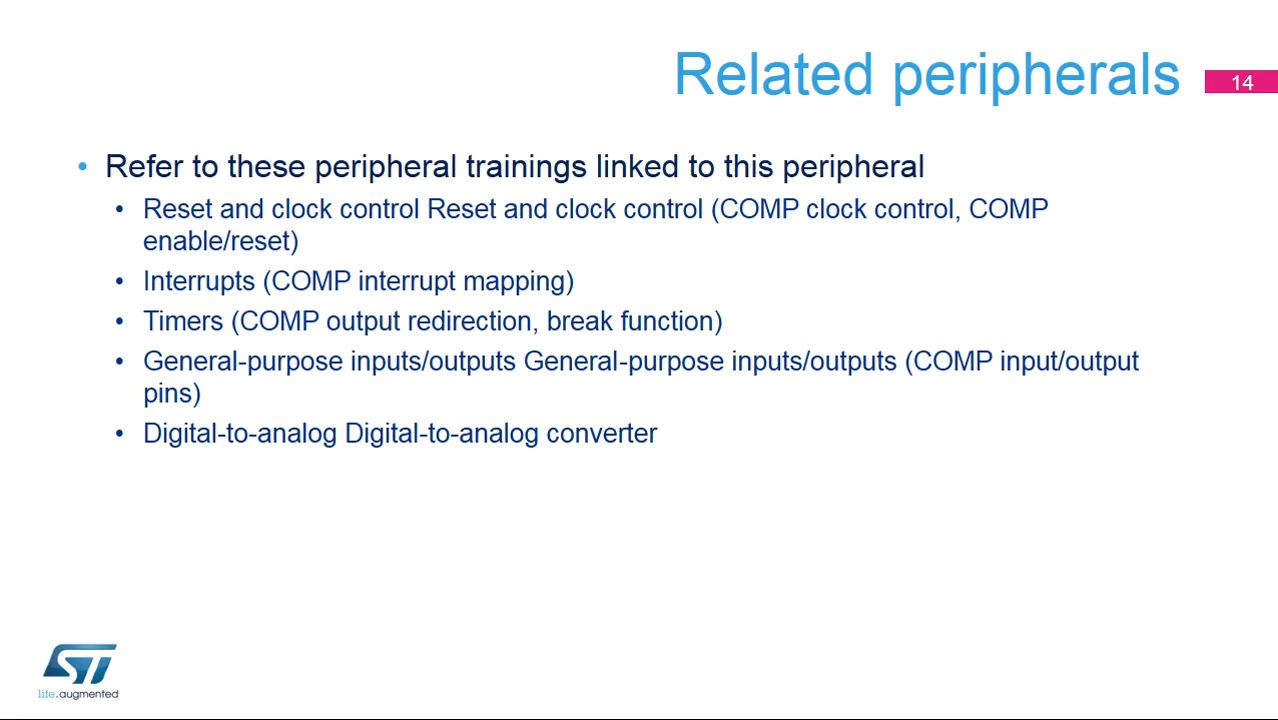 Related peripherals
14
• Refer to these peripheral trainings linked to this peripheral
• Reset and clock control Reset and clock control (COMP clock control, COMP
enable/reset)
• Interrupts (COMP interrupt mapping)
• Timers (COMP output redirection, break function)
• General-purpose inputs/outputs General-purpose inputs/outputs (COMP input/output
pins)
• Digital-to-analog Digital-to-analog converter
ST
life.augmented